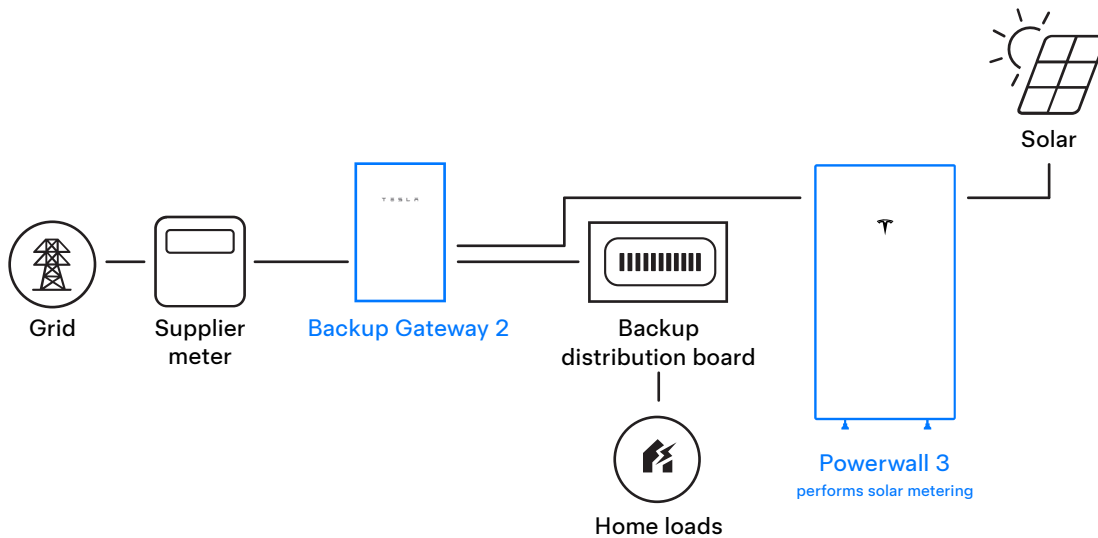 Solar
TESLA
Grid
Supplier
meter
Backup Gateway 2
Backup
distribution board
Powerwall 3
performs solar metering
Home loads